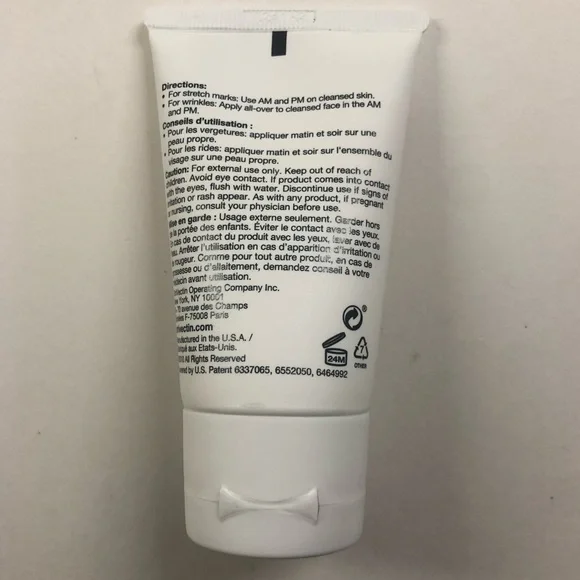 Directions:
• For stretch marks: Use AM and PM on cleansed skin.
• For wrinkles: Apply all-over to cleansed face in the AM
and PM.
Conseils d'utilisation :
• Pour les vergetures: appliquer matin et soir sur une
peau propre.
• Pour les rides: appliquer matin et soir sur l'ensemble du
visage sur une peau propre.
Caution: For external use only. Keep out of reach of
children. Avoid eye contact. If product comes into contact
with the eyes, flush with water. Discontinue use if signs of
irritation or rash appear. As with any product, if pregnant
or nursing, consult your physician before use.
Mise en garde : Usage externe seulement. Garder hors
la portée des enfants. Éviter le contact avec les yeux.
cas de contact du produit avec les yeux, laver avec de
Arrêter l'utilisation en cas d'apparition d'irritation ou
rougeur. Comme pour tout autre produit, en cas de
ou d'allaitement, demandez conseil à votre
avant utilisation.
Operating Company Inc.
York, NY 10001
avenue des Champs
F-75008 Paris
vectin.com
in the U.S.A. /
aux Etats-Unis.
All Rights Reserved
by U.S. Patent 6337065, 6552050, 6464992
24M
7
OTHER